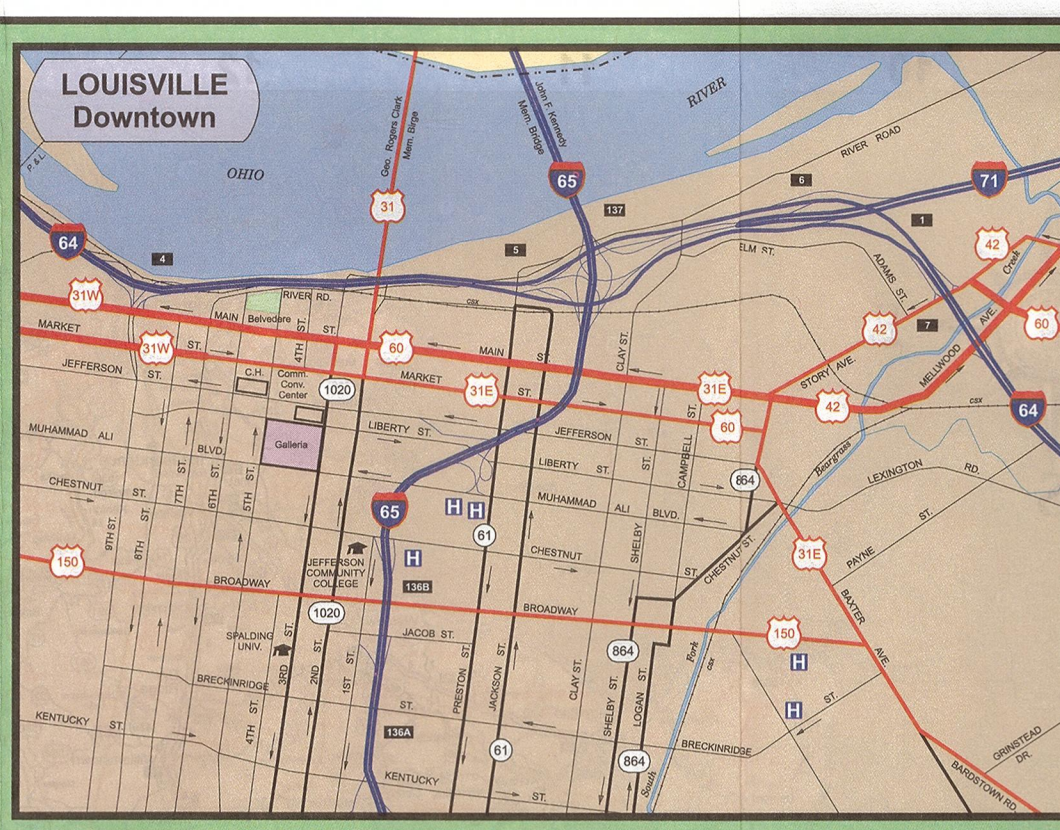 LOUISVILLE
Downtown
P. & L.
OHIO
RIVER
Geo. Rogers Clark
Mem. Birge
John F. Kennedy
Mem. Bridge
RIVER ROAD
31
65
71
64
137
6
5
4
1
42
ELM ST.
ADAMS ST.
Creek
31W
RIVER RD.
csx
MAIN
Belvedere
ST.
4TH ST.
MARKET
31W
ST.
60
MAIN
ST.
CLAY ST.
42
7
60
STORY AVE.
MELLWOOD
AVE.
JEFFERSON
ST.
C.H.
Comm.
Conv.
Center
1020
MARKET
31E
ST.
31E
42
csx
64
60
MUHAMMAD ALI
BLVD.
Galleria
LIBERTY ST.
JEFFERSON
ST.
LIBERTY
ST.
ST.
CAMPBELL
ST.
Beargrass
LEXINGTON
RD.
864
CHESTNUT
ST.
9TH ST.
8TH
ST.
7TH
ST.
6TH
ST.
5TH
ST.
65
H
H
61
MUHAMMAD
ALI
BLVD.
SHELBY
CHESTNUT
ST.
CHESTNUT ST.
31E
PAYNE
ST.
150
JEFFERSON
COMMUNITY
COLLEGE
H
136B
BROADWAY
1020
BROADWAY
BAXTER
AVE.
150
SPALDING
UNIV.
JACOB ST.
864
H
H
BRECKINRIDGE
3RD
ST.
2ND
ST.
1ST
ST.
ST.
PRESTON
ST.
JACKSON
ST.
CLAY ST.
SHELBY
ST.
LOGAN
ST.
Fork
csx
ST.
KENTUCKY
ST.
4TH
ST.
136A
61
864
BRECKINRIDGE
South
KENTUCKY
ST.
GRINSTEAD
DR.
BARDSTOWN RD.